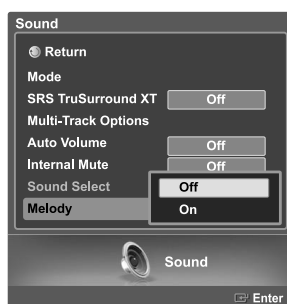 Sound
Return
Mode
SRS TruSurround XT Off
Multi-Track Options
Auto Volume Off
Internal Mute Off
Sound Select Off
Melody On
Sound
Enter